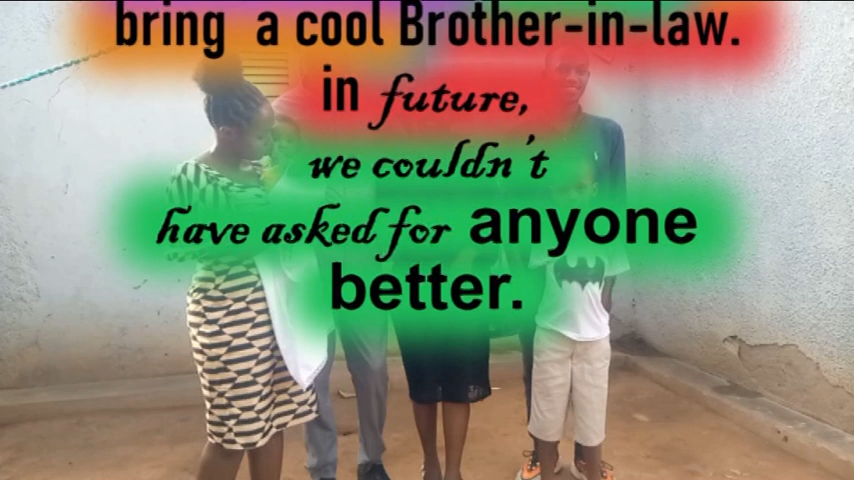 bring a cool Brother-in-law.
in future,
we couldn't
have asked for anyone
better.